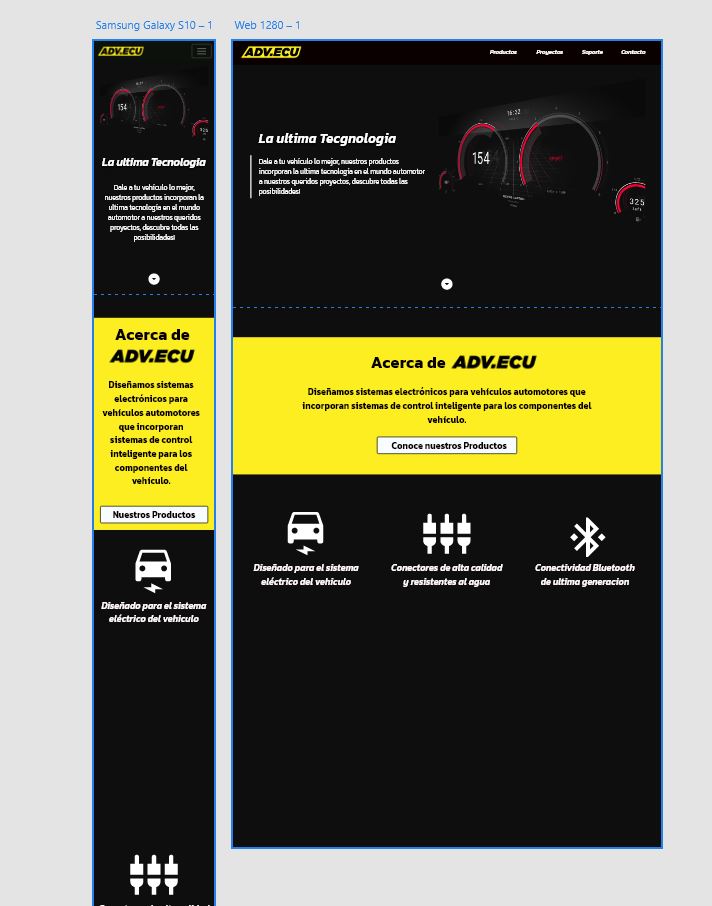 Samsung Galaxy S10 – 1
ADV.ECU
154
325
La ultima Tecnologia
Dale a tu vehículo lo mejor,
nuestros productos incorporan la
ultima tecnología en el mundo
automotor a nuestros queridos
proyectos, descubre todas las
posibilidades!
Acerca de
ADV.ECU
Diseñamos sistemas
electrónicos para
vehículos automotores
que incorporan
sistemas de control
inteligente para los
componentes del
vehículo.
Nuestros Productos
Diseñado para el sistema
eléctrico del vehiculo
Web 1280 – 1
ADV.ECU
Productos
Proyectos
Soporte
Contacto
La ultima Tecgnologia
Dale a tu vehículo lo mejor, nuestros productos
incorporan la ultima tecnología en el mundo automotor
a nuestros queridos proyectos, descubre todas las
posibilidades!
16:22
154
325
Acerca de ADV.ECU
Diseñamos sistemas electrónicos para vehículos automotores que
incorporan sistemas de control inteligente para los componentes del
vehículo.
Conoce nuestros Productos
Diseñado para el sistema
eléctrico del vehiculo
Conectores de alta calidad
y resistentes al agua
Conectividad Bluetooth
de ultima generacion